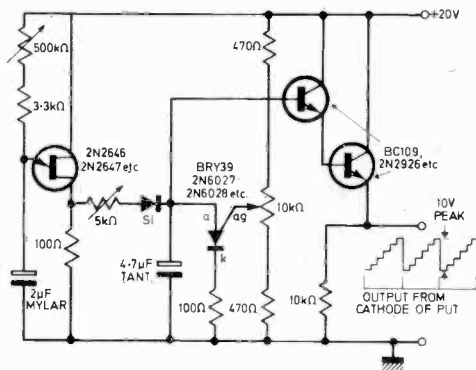 +20V
500kΩ
470Ω
3·3kΩ
2N2646
2N2647 etc
BRY39
2N6027
2N6028 etc.
BC109,
2N2926 etc
5kΩ
Si
a
ag
k
10kΩ
10V
PEAK
100Ω
4·7μF
TANT
2μF
MYLAR
100Ω
470Ω
10kΩ
OUTPUT FROM
CATHODE OF PUT